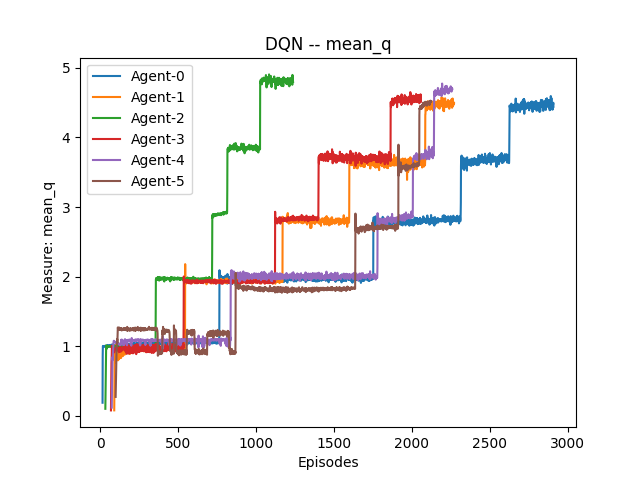 DQN -- mean_q
Measure: mean_q
5
4
3
2
1
0
Agent-0
Agent-1
Agent-2
Agent-3
Agent-4
Agent-5
0 500 1000 1500 2000 2500 3000
Episodes